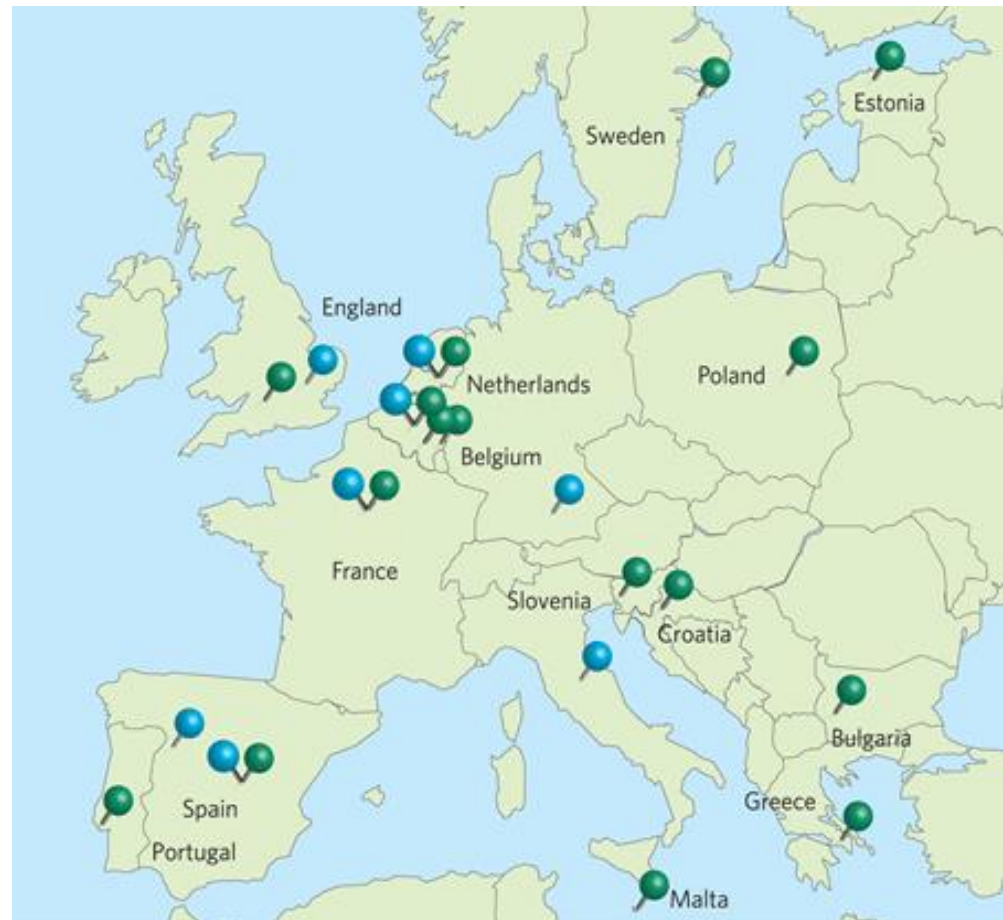 Estonia
Sweden
England
Netherlands
Poland
Belgium
France
Slovenia
Croatia
Bulgaria
Greece
Spain
Portugal
Malta